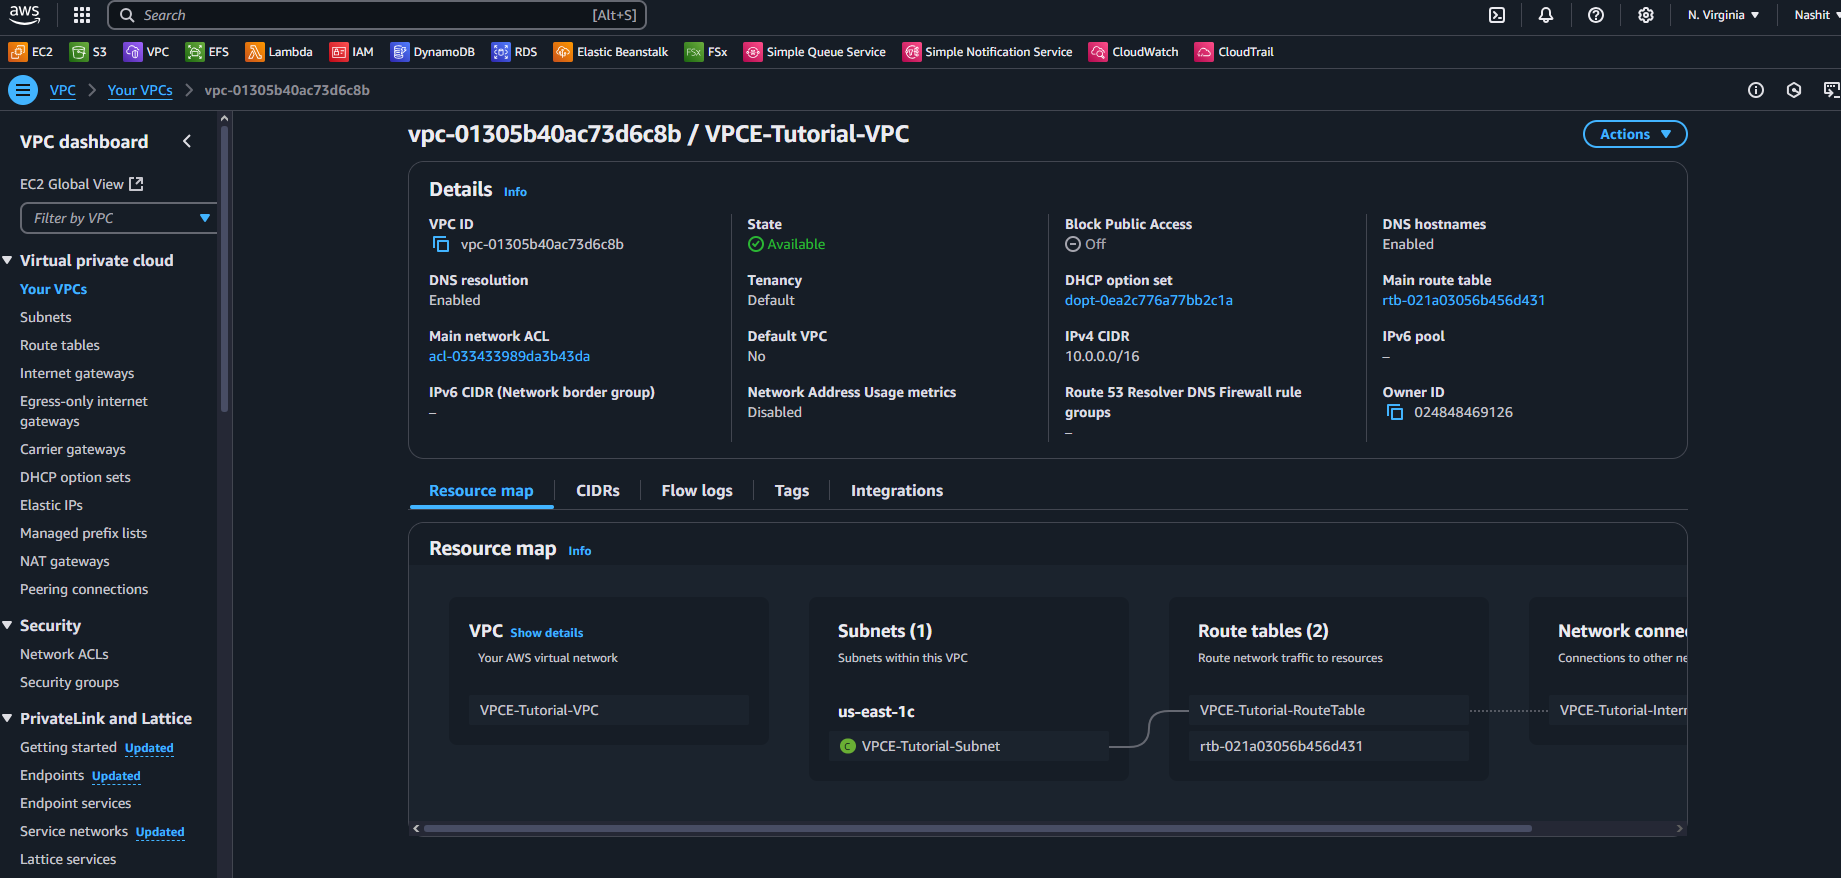 aws
Search
[Alt+S]
N. Virginia
Nashit
EC2
S3
VPC
EFS
Lambda
IAM
DynamoDB
RDS
Elastic Beanstalk
FSx
FSx
Simple Queue Service
Simple Notification Service
CloudWatch
CloudTrail
VPC
Your VPCs
vpc-01305b40ac73d6c8b
VPC dashboard
EC2 Global View
Filter by VPC
Virtual private cloud
Your VPCs
Subnets
Route tables
Internet gateways
Egress-only internet
gateways
Carrier gateways
DHCP option sets
Elastic IPs
Managed prefix lists
NAT gateways
Peering connections
Security
Network ACLs
Security groups
PrivateLink and Lattice
Getting started Updated
Endpoints Updated
Endpoint services
Service networks Updated
Lattice services
vpc-01305b40ac73d6c8b / VPCE-Tutorial-VPC
Actions
Details Info
VPC ID
vpc-01305b40ac73d6c8b
State
Available
Block Public Access
Off
DNS hostnames
Enabled
DNS resolution
Enabled
Tenancy
Default
DHCP option set
dopt-0ea2c776a77bb2c1a
Main route table
rtb-021a03056b456d431
Main network ACL
acl-033433989da3b43da
Default VPC
No
IPv4 CIDR
10.0.0.0/16
IPv6 pool
–
IPv6 CIDR (Network border group)
–
Network Address Usage metrics
Disabled
Route 53 Resolver DNS Firewall rule
groups
–
Owner ID
024848469126
Resource map
CIDRs
Flow logs
Tags
Integrations
Resource map Info
VPC Show details
Your AWS virtual network
VPCE-Tutorial-VPC
Subnets (1)
Subnets within this VPC
us-east-1c
C VPCE-Tutorial-Subnet
Route tables (2)
Route network traffic to resources
VPCE-Tutorial-RouteTable
rtb-021a03056b456d431
Network conne
Connections to other ne
VPCE-Tutorial-Intern